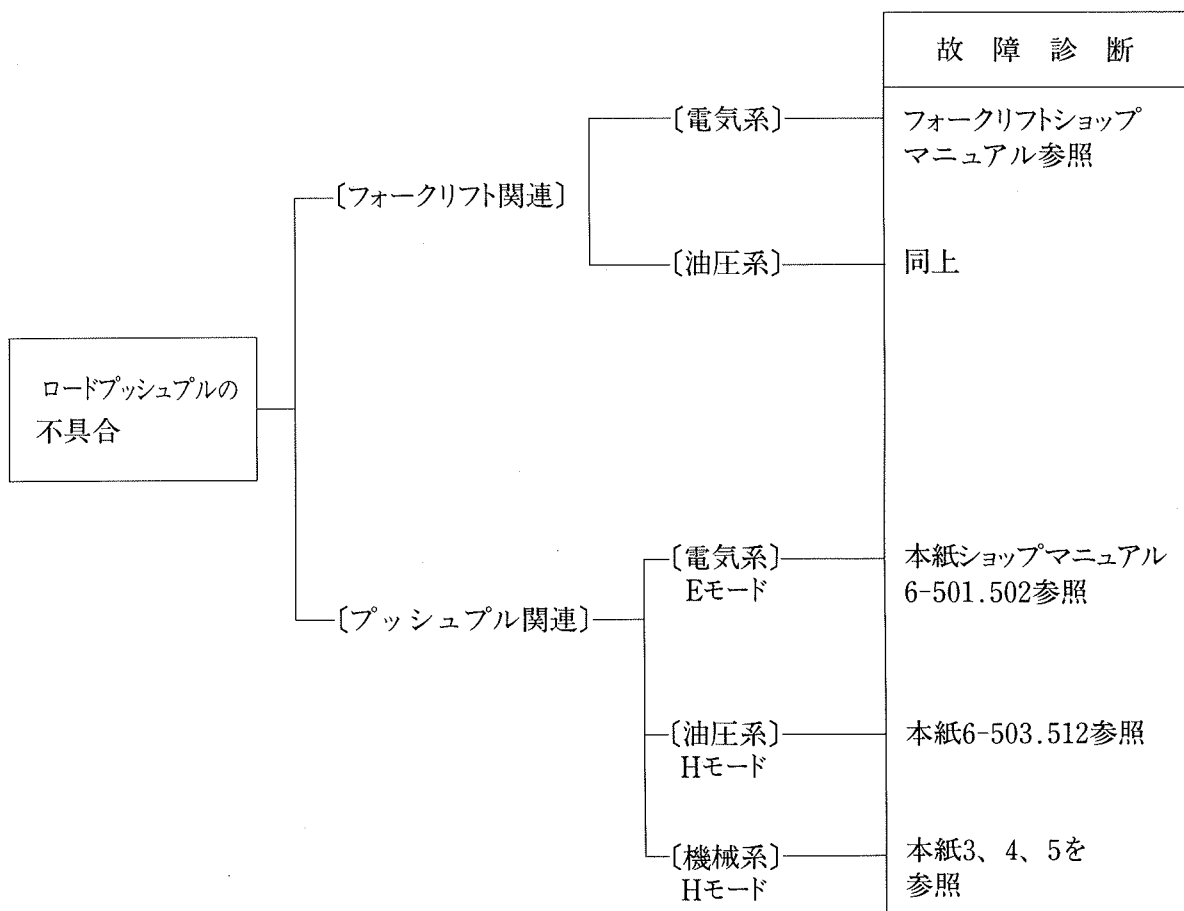 故障診断
〔電気系〕
フォークリフトショップ
マニュアル参照
〔フォークリフト関連〕
〔油圧系〕
同上
ロードプッシュプルの
不具合
〔電気系〕
Eモード
本紙ショップマニュアル
6-501.502参照
〔プッシュプル関連〕
〔油圧系〕
Hモード
本紙6-503.512参照
〔機械系〕
Hモード
本紙3、4、5を
参照